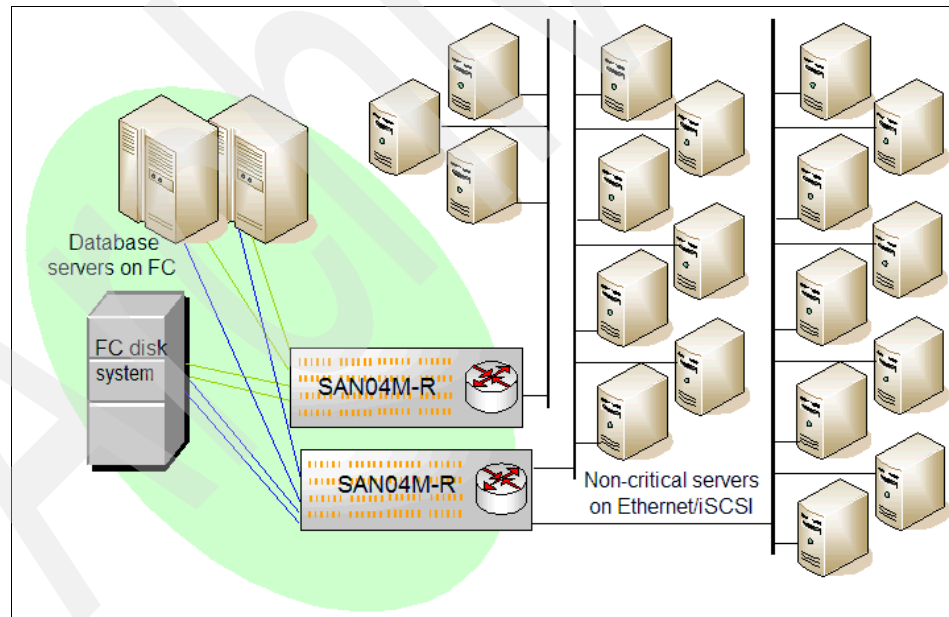 Database
servers on FC
FC disk
system
SAN04M-R
SAN04M-R
Non-critical servers
on Ethernet/iSCSI